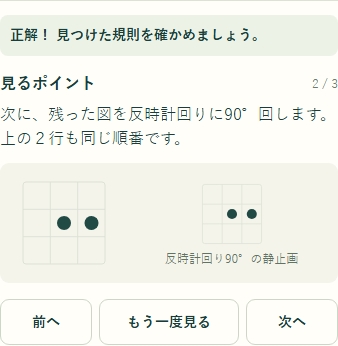 正解！ 見つけた規則を確かめましょう。
見るポイント
2 / 3
次に、残った図を反時計回りに90° 回します。
上の２行も同じ順番です。
反時計回り90° の静止画
前へ
もう一度見る
次へ